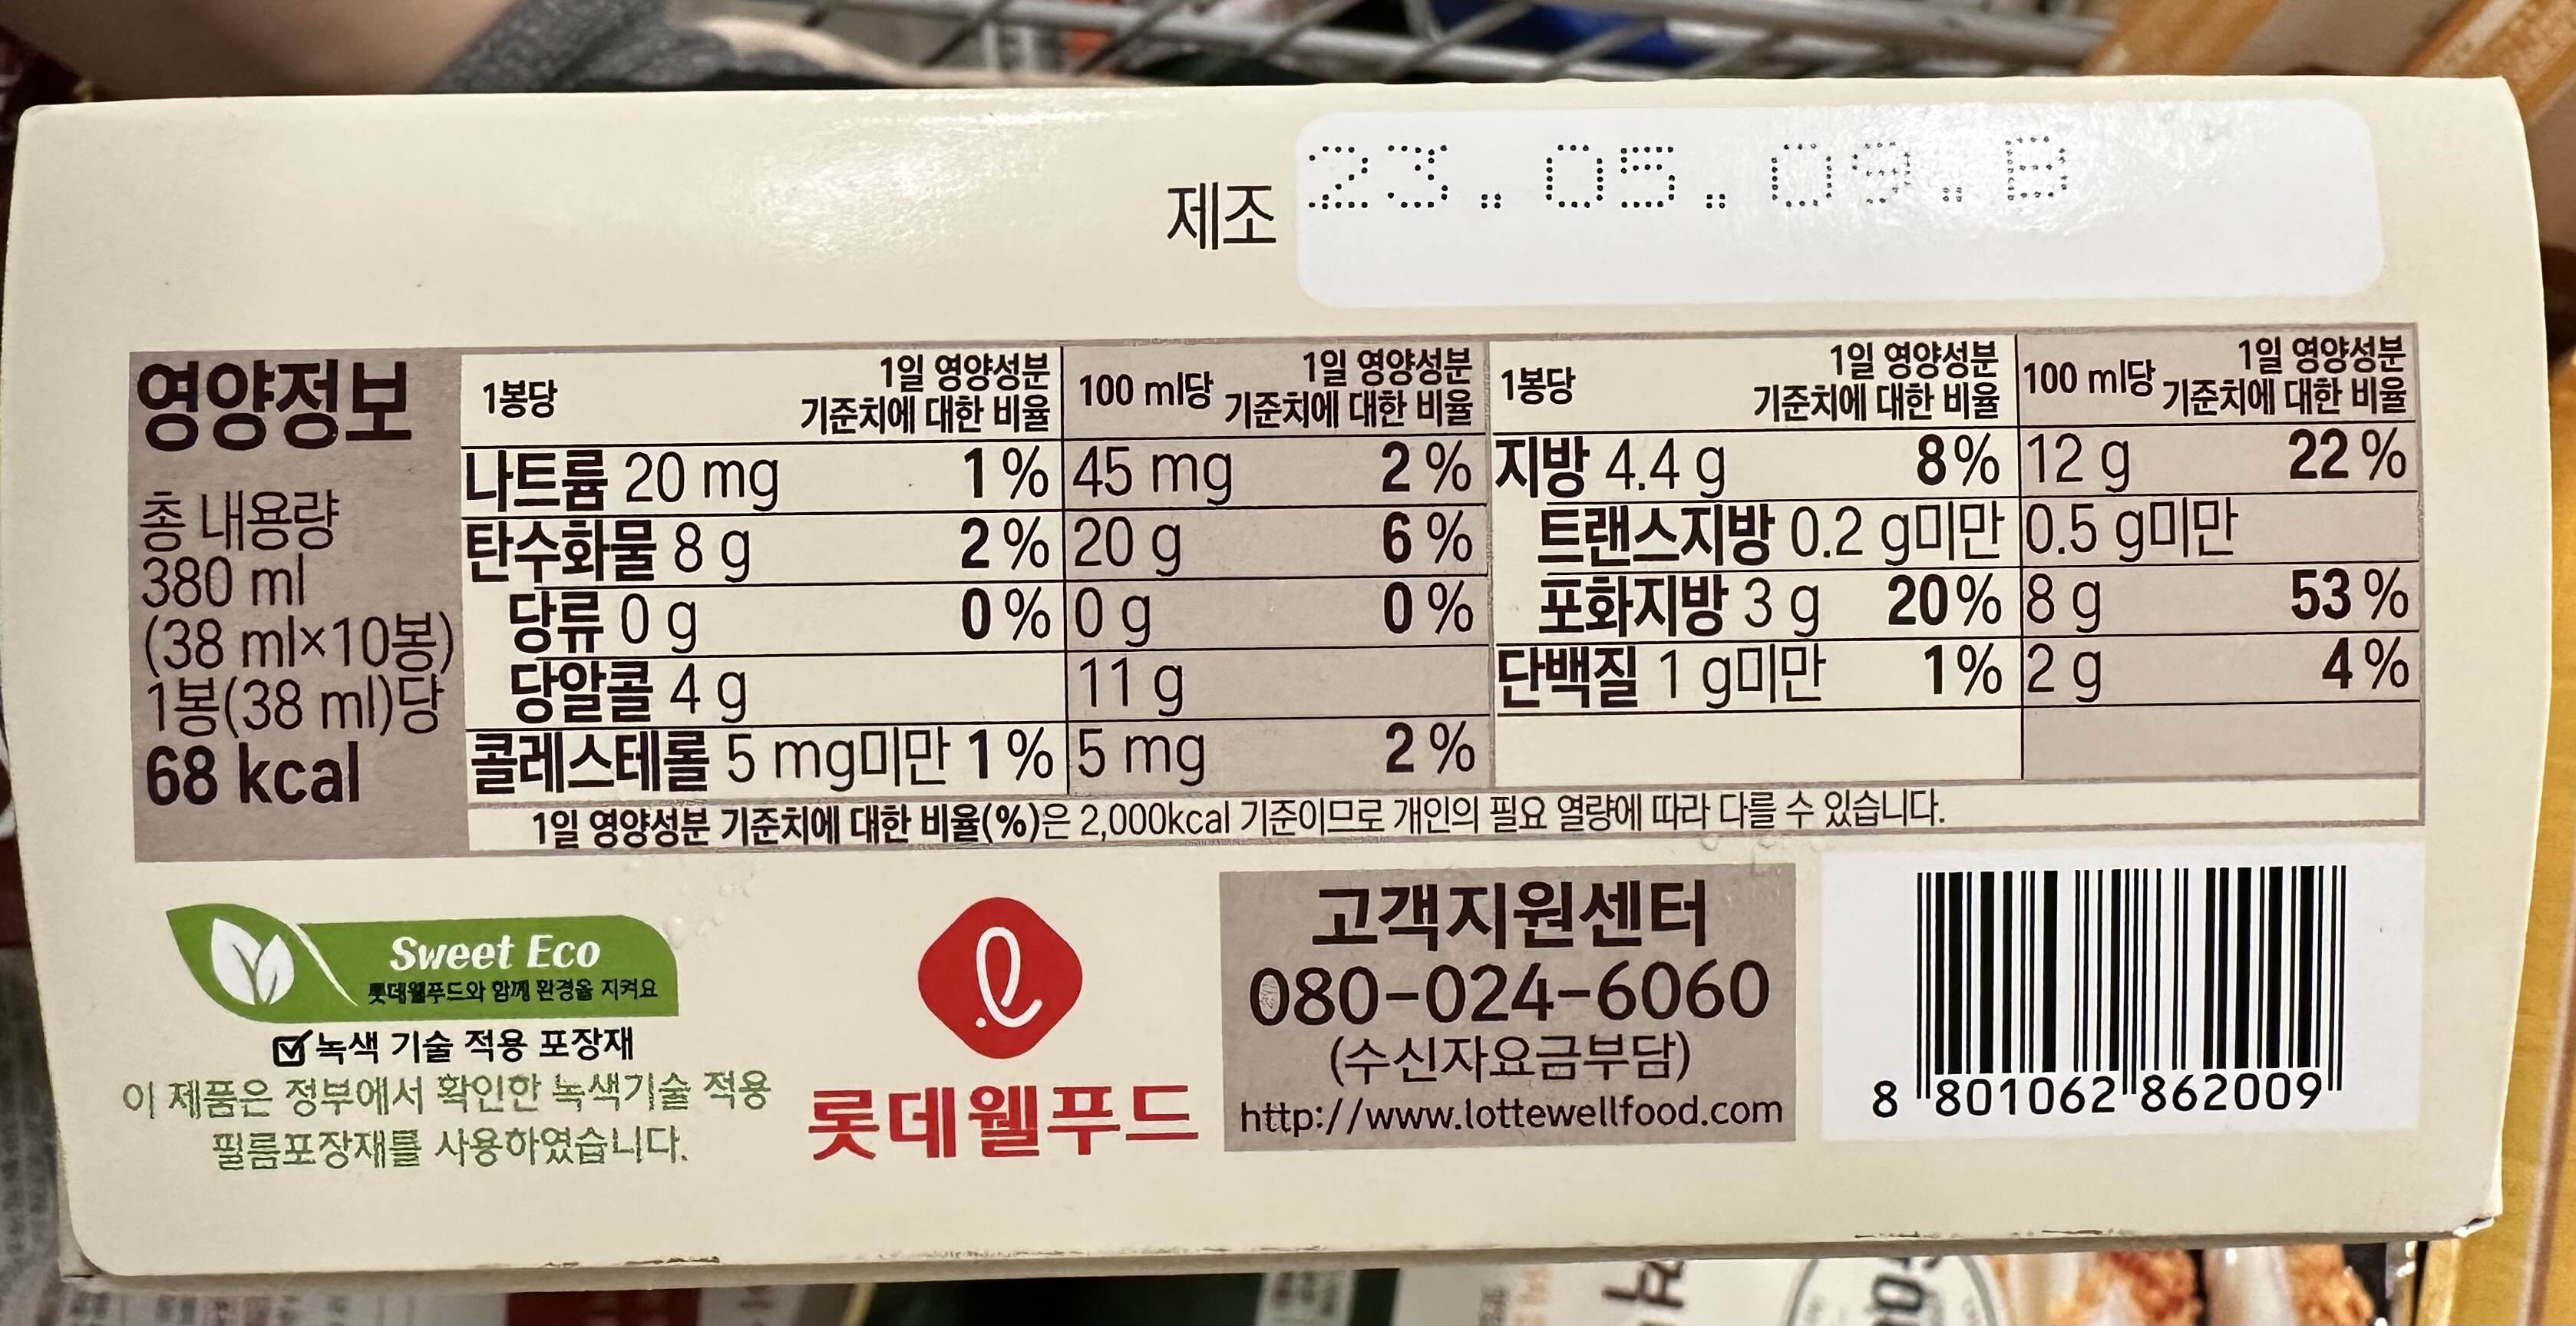 제조 23.05.09.B
영양정보
총 내용량
380 ml
(38 ml×10봉)
1봉(38 ml)당
68 kcal
1봉당 1일 영양성분 기준치에 대한 비율 100 ml당 1일 영양성분 기준치에 대한 비율
나트륨 20 mg 1% 45 mg 2%
탄수화물 8 g 2% 20 g 6%
당류 0 g 0% 0 g 0%
당알콜 4 g 11 g
콜레스테롤 5 mg미만 1% 5 mg 2%
1봉당 1일 영양성분 기준치에 대한 비율 100 ml당 1일 영양성분 기준치에 대한 비율
지방 4.4 g 8% 12 g 22%
트랜스지방 0.2 g미만 0.5 g미만
포화지방 3 g 20% 8 g 53%
단백질 1 g미만 1% 2 g 4%
1일 영양성분 기준치에 대한 비율(%)은 2,000kcal 기준이므로 개인의 필요 열량에 따라 다를 수 있습니다.
Sweet Eco
롯데웰푸드와 함께 환경을 지켜요
녹색 기술 적용 포장재
이 제품은 정부에서 확인한 녹색기술 적용
필름포장재를 사용하였습니다.
롯데웰푸드
고객지원센터
080-024-6060
(수신자요금부담)
http://www.lottewellfood.com
8 801062 862009